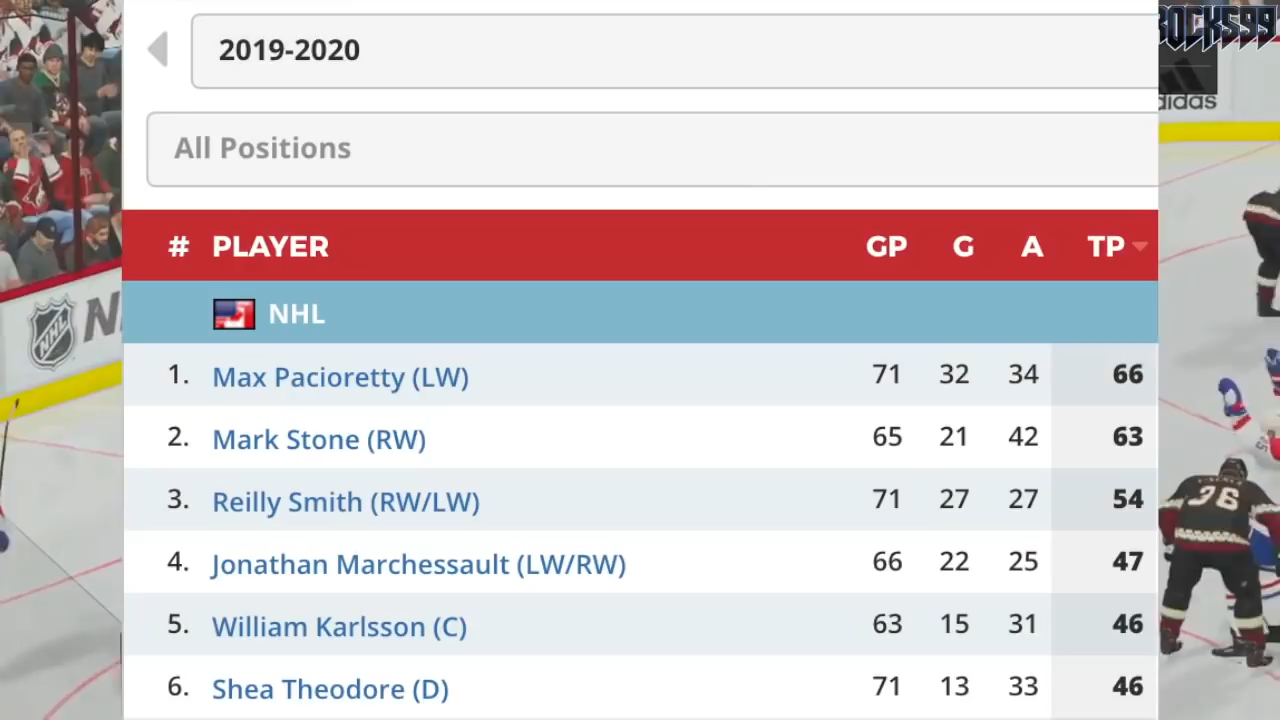 2019-2020
All Positions
# PLAYER GP G A TP
NHL
1. Max Pacioretty (LW) 71 32 34 66
2. Mark Stone (RW) 65 21 42 63
3. Reilly Smith (RW/LW) 71 27 27 54
4. Jonathan Marchessault (LW/RW) 66 22 25 47
5. William Karlsson (C) 63 15 31 46
6. Shea Theodore (D) 71 13 33 46
ROCKS99
adidas
NHL
N
36